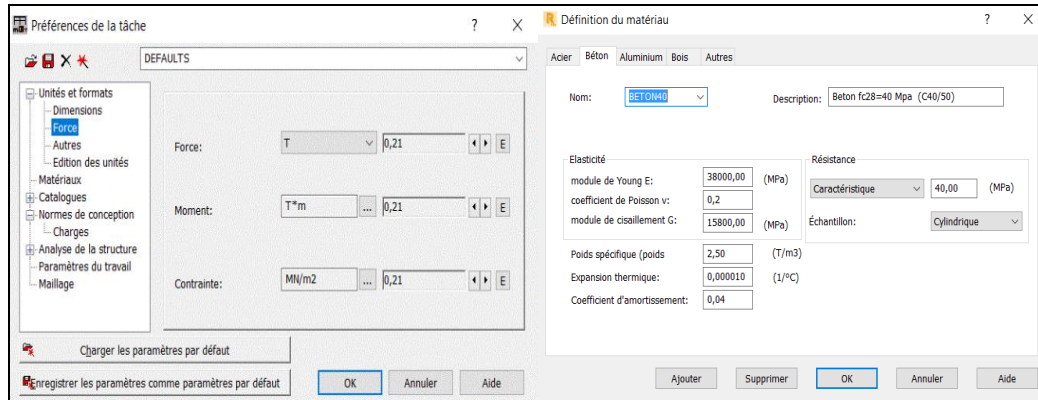 Préférences de la tâche ? X
DEFAULTS
Unités et formats
Dimensions
Force
Autres
Edition des unités
Matériaux
Catalogues
Normes de conception
Charges
Analyse de la structure
Paramètres du travail
Maillage
Force: T 0,21 E
Moment: T*m ... 0,21 E
Contrainte: MN/m2 ... 0,21 E
Charger les paramètres par défaut
Enregistrer les paramètres comme paramètres par défaut
OK Annuler Aide
Définition du matériau ? X
Acier Béton Aluminium Bois Autres
Nom: BETON40 Description: Beton fc28=40 Mpa (C40/50)
Elasticité
module de Young E: 38000,00 (MPa)
coefficient de Poisson v: 0,2
module de cisaillement G: 15800,00 (MPa)
Résistance
Caractéristique 40,00 (MPa)
Échantillon: Cylindrique
Poids spécifique (poids 2,50 (T/m3)
Expansion thermique: 0,000010 (1/°C)
Coefficient d'amortissement: 0,04
Ajouter Supprimer OK Annuler Aide